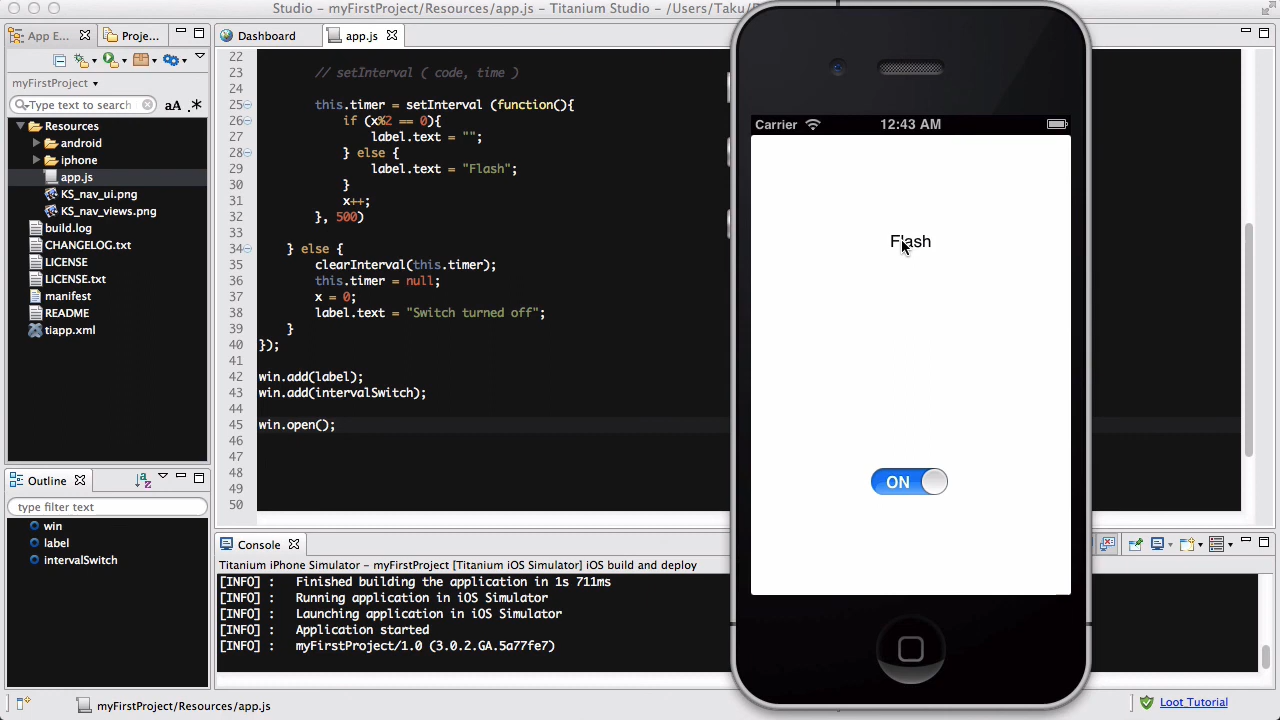 Studio - myFirstProject/Resources/app.js - Titanium Studio - /Users/Taku/
App E...
Proje...
myFirstProject
Type text to search
aA .*
Resources
android
iphone
app.js
KS_nav_ui.png
KS_nav_views.png
build.log
CHANGELOG.txt
LICENSE
LICENSE.txt
manifest
README
tiapp.xml
Outline
type filter text
win
label
intervalSwitch
Dashboard
app.js
22
23 // setInterval ( code, time )
24
25 this.timer = setInterval (function(){
26 if (x%2 == 0){
27 label.text = "";
28 } else {
29 label.text = "Flash";
30 }
31 x++;
32 }, 500)
33
34 } else {
35 clearInterval(this.timer);
36 this.timer = null;
37 x = 0;
38 label.text = "Switch turned off";
39 }
40 });
41
42 win.add(label);
43 win.add(intervalSwitch);
44
45 win.open();
46
47
48
49
50
Console
Titanium iPhone Simulator - myFirstProject [Titanium iOS Simulator] iOS build and deploy
[INFO] : Finished building the application in 1s 711ms
[INFO] : Running application in iOS Simulator
[INFO] : Launching application in iOS Simulator
[INFO] : Application started
[INFO] : myFirstProject/1.0 (3.0.2.GA.5a77fe7)
Carrier 12:43 AM
Flash
ON
myFirstProject/Resources/app.js
Loot Tutorial